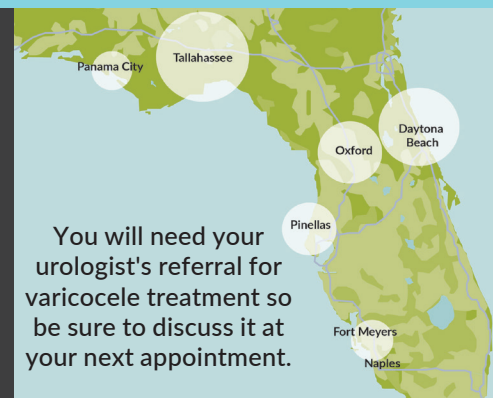 Tallahassee
Panama City
Daytona
Beach
Oxford
Pinellas
You will need your
urologist's referral for
varicocele treatment so
be sure to discuss it at
your next appointment.
Fort Meyers
Naples